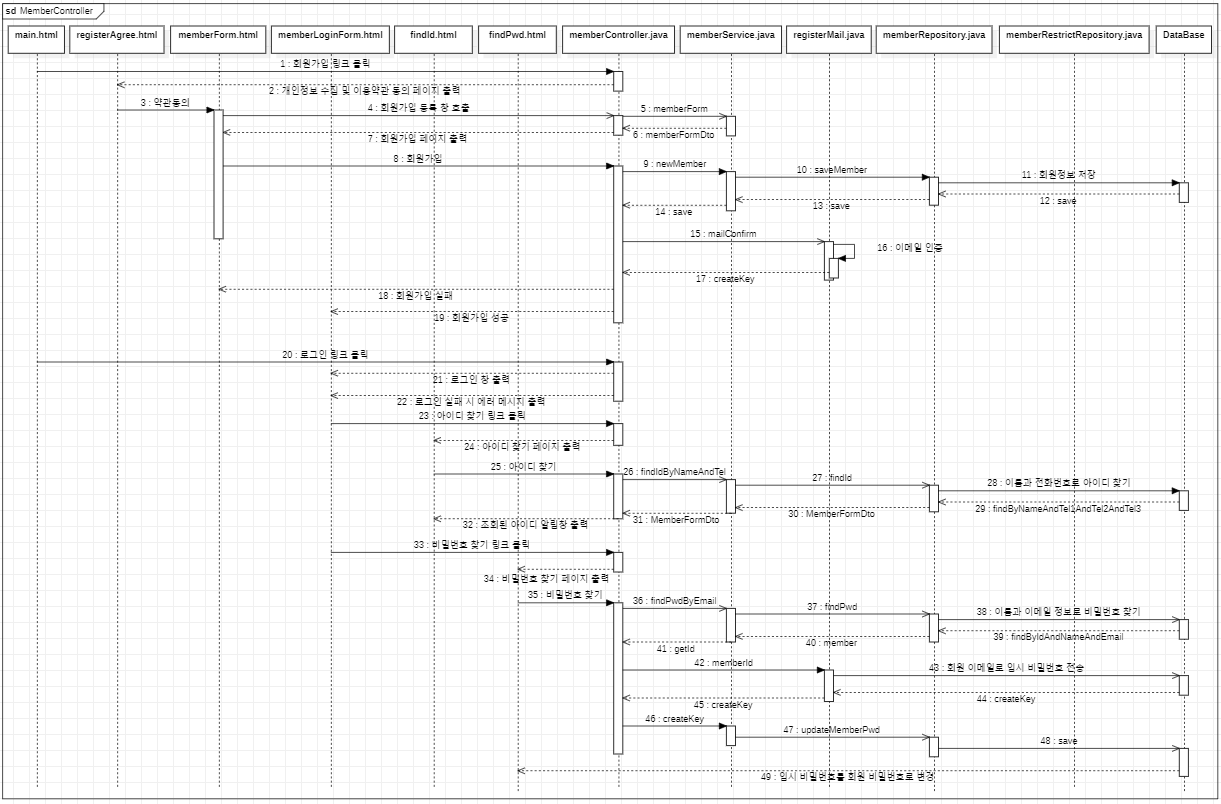 sd MemberController
main.html registerAgree.html memberForm.html memberLoginForm.html findId.html findPwd.html memberController.java memberService.java registerMail.java memberRepository.java memberRestrictRepository.java DataBase
1 : 회원가입 링크 클릭
2 : 개인정보 수집 및 이용약관 동의 페이지 출력
3 : 약관동의
4 : 회원가입 등록 창 호출
5 : memberForm
6 : memberFormDto
7 : 회원가입 페이지 출력
8 : 회원가입
9 : newMember
10 : saveMember
11 : 회원정보 저장
12 : save
13 : save
14 : save
15 : mailConfirm
16 : 이메일 인증
17 : createKey
18 : 회원가입 실패
19 : 회원가입 성공
20 : 로그인 링크 클릭
21 : 로그인 창 출력
22 : 로그인 실패 시 에러 메시지 출력
23 : 아이디 찾기 링크 클릭
24 : 아이디 찾기 페이지 출력
25 : 아이디 찾기
26 : findIdByNameAndTel
27 : findId
28 : 이름과 전화번호로 아이디 찾기
29 : findByNameAndTel1AndTel2AndTel3
30 : MemberFormDto
31 : MemberFormDto
32 : 조회된 아이디 알림창 출력
33 : 비밀번호 찾기 링크 클릭
34 : 비밀번호 찾기 페이지 출력
35 : 비밀번호 찾기
36 : findPwdByEmail
37 : findPwd
38 : 이름과 이메일 정보로 비밀번호 찾기
39 : findByIdAndNameAndEmail
40 : member
41 : getId
42 : memberId
43 : 회원 이메일로 임시 비밀번호 전송
44 : createKey
45 : createKey
46 : createKey
47 : updateMemberPwd
48 : save
49 : 임시 비밀번호를 회원 비밀번호로 변경